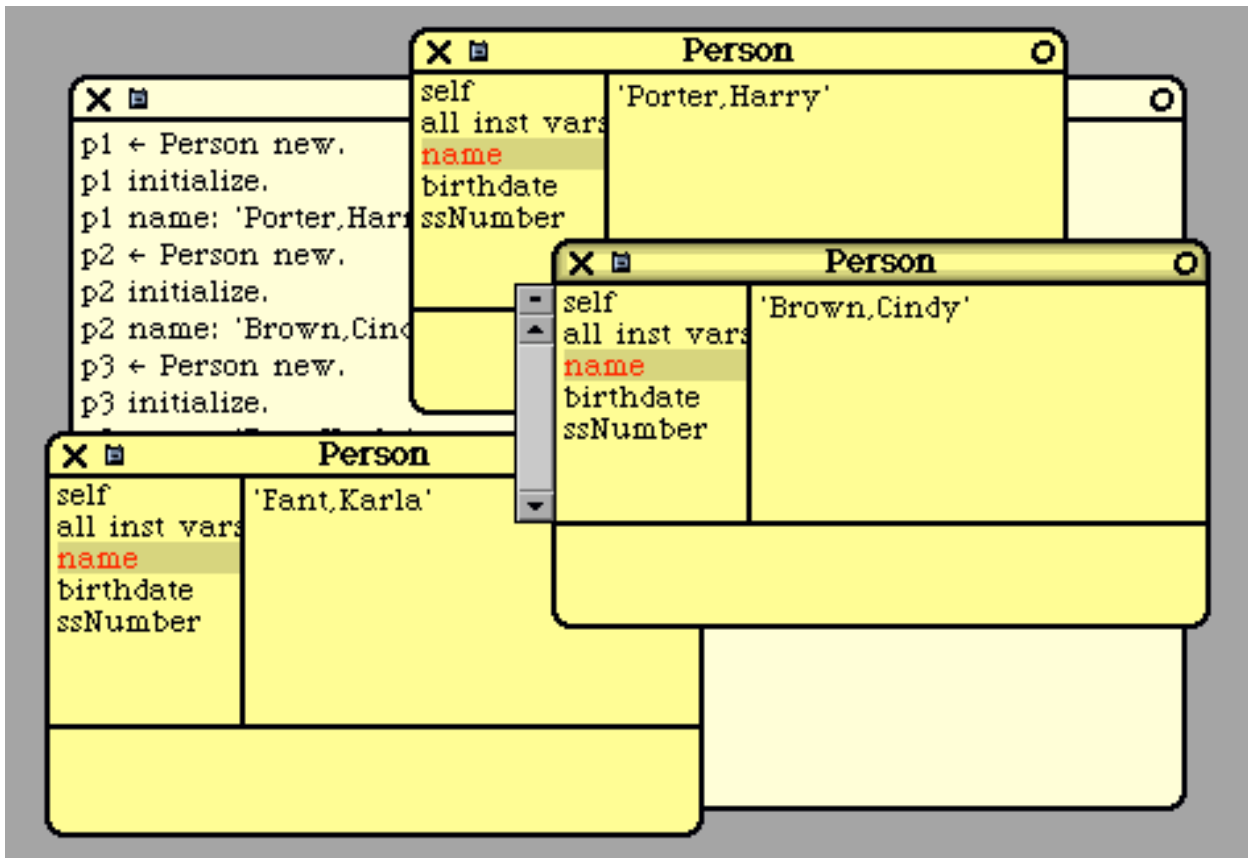 Person
self
all inst vars
name
birthdate
ssNumber
'Porter,Harry'
p1 ← Person new.
p1 initialize.
p1 name: 'Porter,Harr
p2 ← Person new.
p2 initialize.
p2 name: 'Brown,Cind
p3 ← Person new.
p3 initialize.
Person
self
all inst vars
name
birthdate
ssNumber
'Brown,Cindy'
Person
self
all inst vars
name
birthdate
ssNumber
'Fant,Karla'